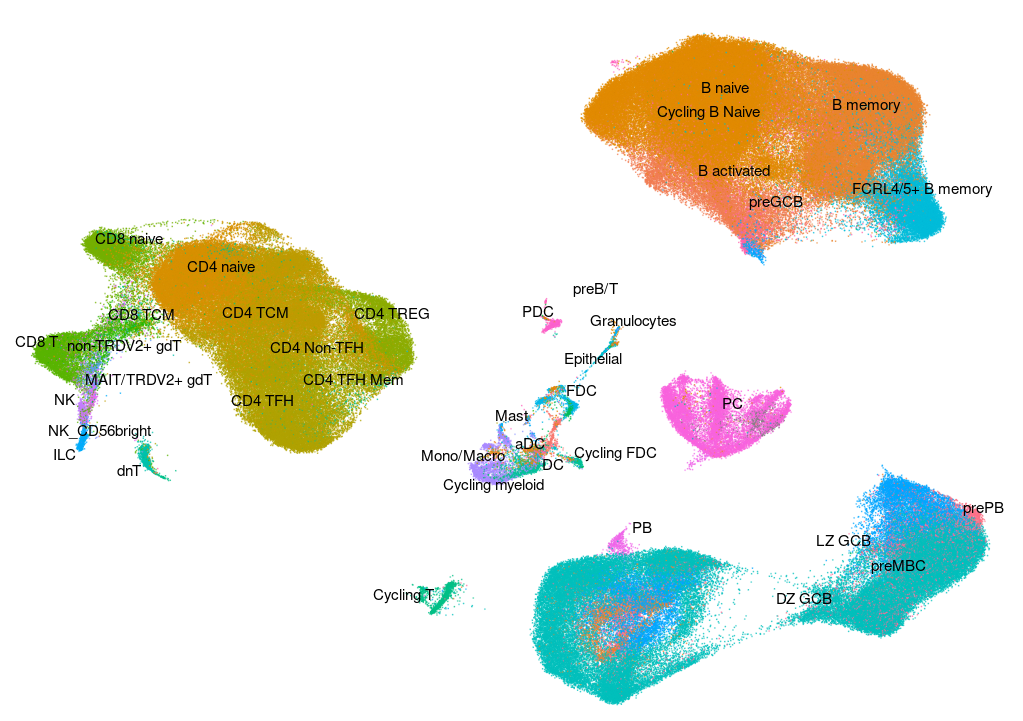 B naive
B memory
Cycling B Naive
B activated
FCRL4/5+ B memory
preGCB
CD8 naive
CD4 naive
preB/T
CD8 TCM
CD4 TCM
CD4 TREG
PDC
Granulocytes
CD8 T
non-TRDV2+ gdT
CD4 Non-TFH
Epithelial
MAIT/TRDV2+ gdT
CD4 TFH Mem
FDC
NK
CD4 TFH
PC
Mast
NK_CD56bright
aDC
ILC
Mono/Macro
Cycling FDC
DC
dnT
Cycling myeloid
prePB
PB
LZ GCB
preMBC
Cycling T
DZ GCB